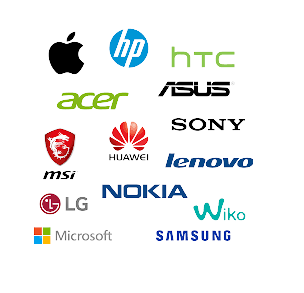 hp
hTC
acer
ASUS
SONY
HUAWEI
lenovo
msi
NOKIA
LG
Wiko
Microsoft
SAMSUNG